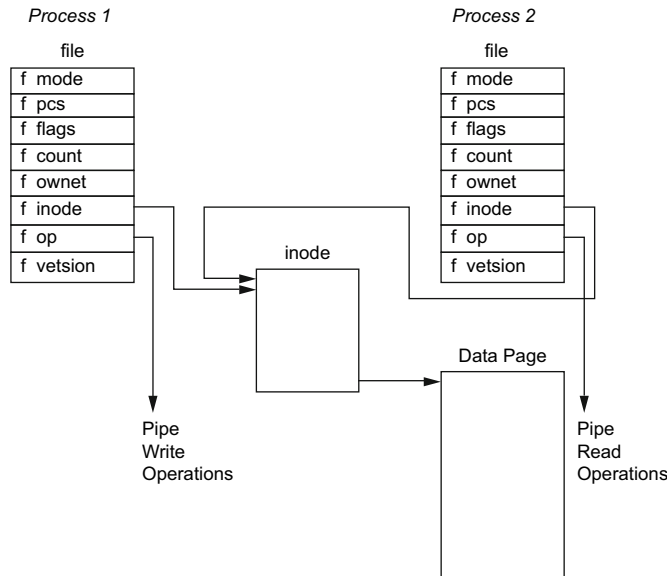 Process 1
file
f mode
f pcs
f flags
f count
f ownet
f inode
f op
f vetsion
Process 2
file
f mode
f pcs
f flags
f count
f ownet
f inode
f op
f vetsion
inode
Data Page
Pipe
Write
Operations
Pipe
Read
Operations